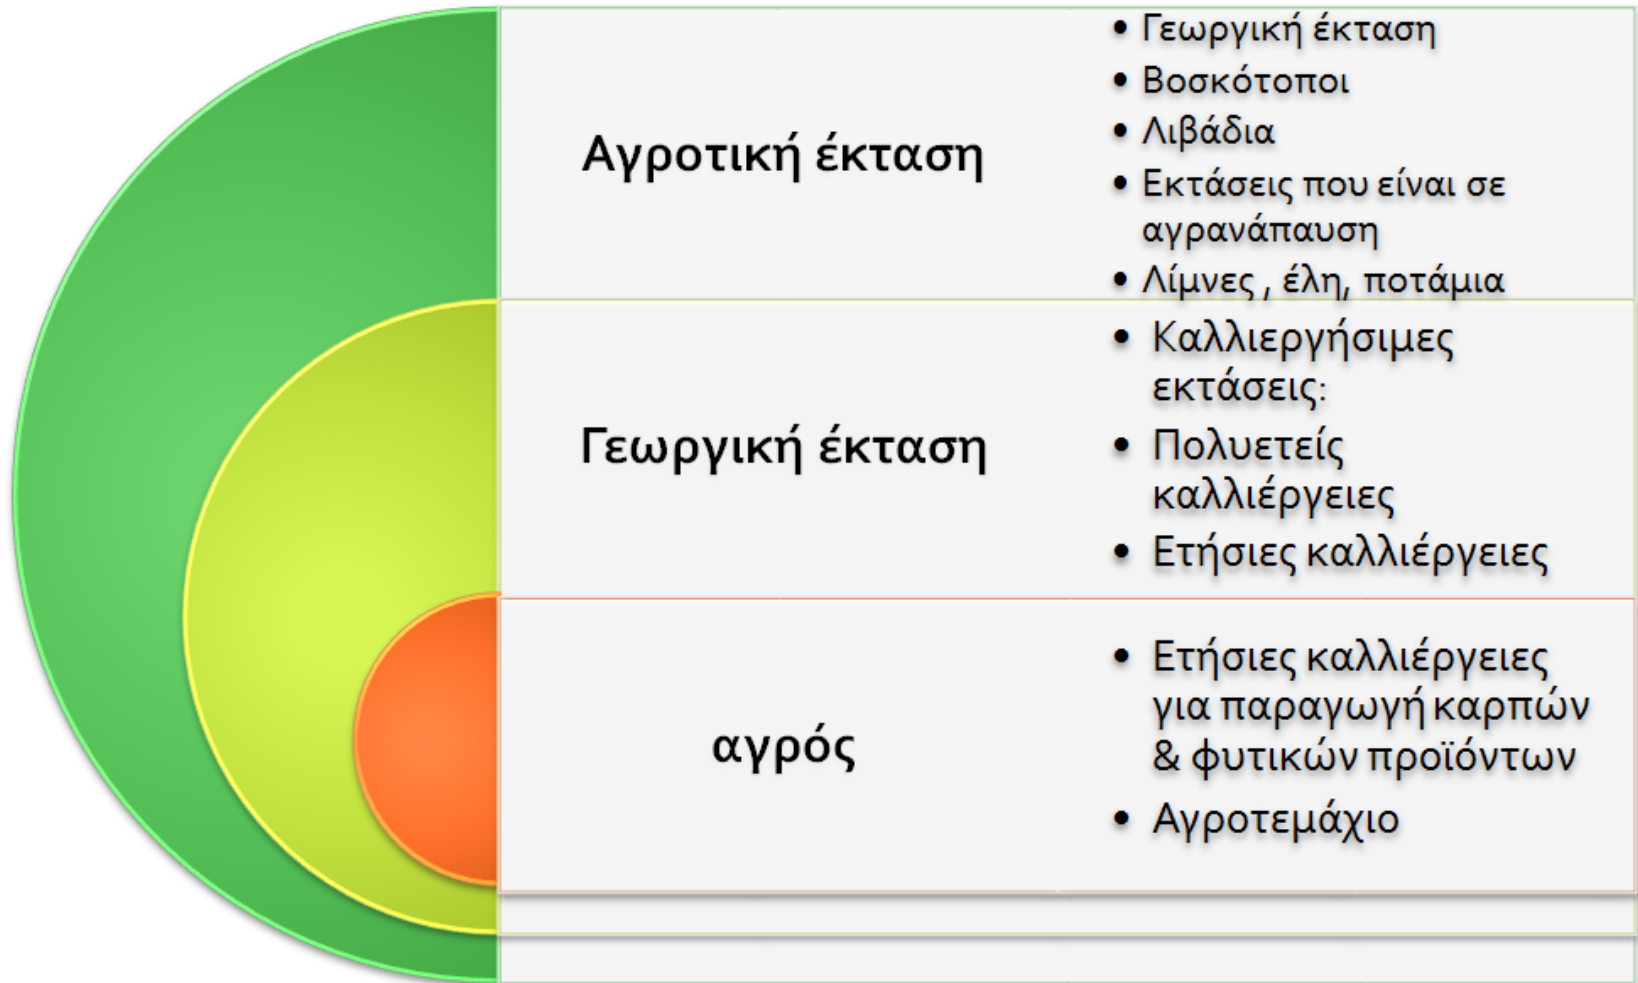 Αγροτική έκταση
• Γεωργική έκταση
• Βοσκότοποι
• Λιβάδια
• Εκτάσεις που είναι σε
αγρανάπαυση
• Λίμνες , έλη, ποτάμια
Γεωργική έκταση
• Καλλιεργήσιμες
εκτάσεις:
• Πολυετείς
καλλιέργειες
• Ετήσιες καλλιέργειες
αγρός
• Ετήσιες καλλιέργειες
για παραγωγή καρπών
& φυτικών προϊόντων
• Αγροτεμάχιο